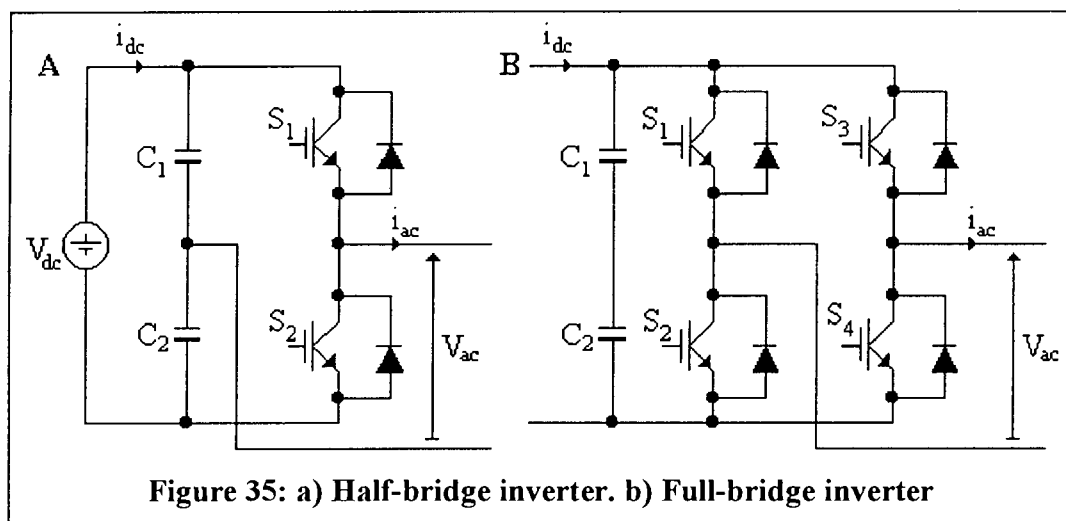 A
i_dc
C_1
C_2
V_dc
S_1
S_2
i_ac
V_ac
B
i_dc
C_1
C_2
S_1
S_2
S_3
S_4
i_ac
V_ac
Figure 35: a) Half-bridge inverter. b) Full-bridge inverter